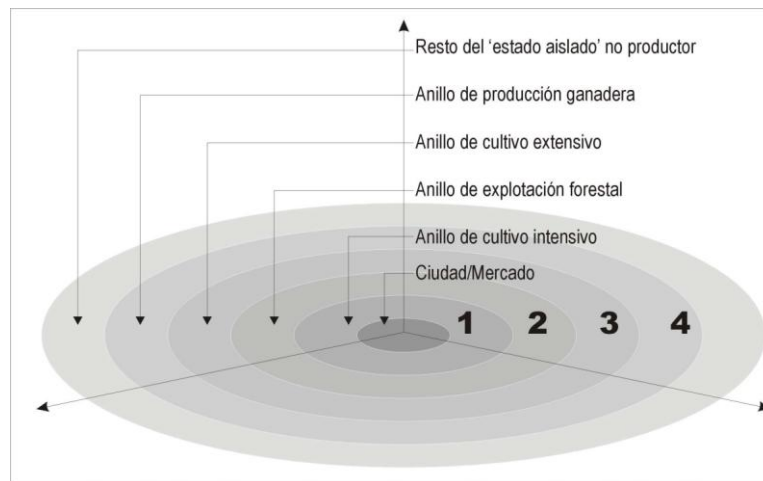 Resto del 'estado aislado' no productor
Anillo de producción ganadera
Anillo de cultivo extensivo
Anillo de explotación forestal
Anillo de cultivo intensivo
Ciudad/Mercado
1 2 3 4